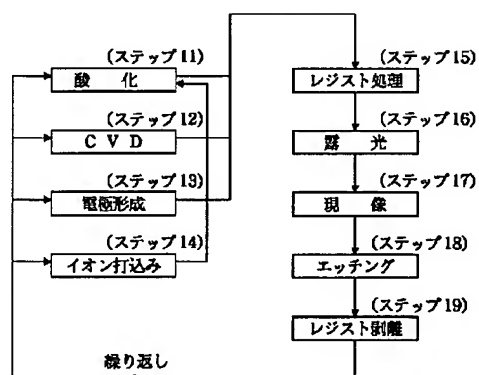 (ステップ11)
酸 化
(ステップ12)
C V D
(ステップ13)
電極形成
(ステップ14)
イオン打込み
(ステップ15)
レジスト処理
(ステップ16)
露 光
(ステップ17)
現 像
(ステップ18)
エッチング
(ステップ19)
レジスト剥離
繰り返し